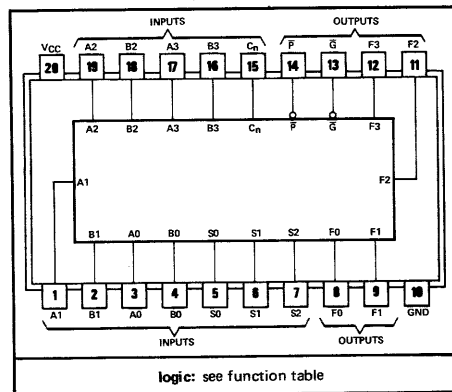 INPUTS OUTPUTS
VCC A2 B2 A3 B3 Cn P̅ G̅ F3 F2
20 19 18 17 16 15 14 13 12 11
A2 B2 A3 B3 Cn P̅ G̅ F3
A1 F2
B1 A0 B0 S0 S1 S2 F0 F1
1 2 3 4 5 6 7 8 9 10
A1 B1 A0 B0 S0 S1 S2 F0 F1 GND
INPUTS OUTPUTS
logic: see function table